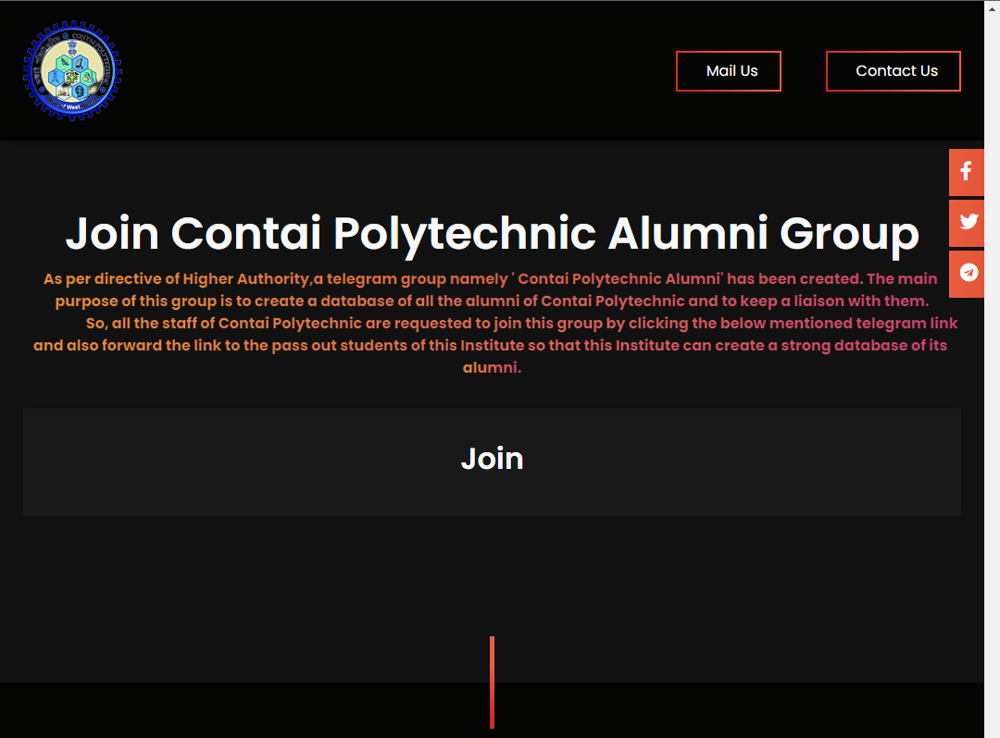 CONTAI POLYTECHNIC
Mail Us
Contact Us
Join Contai Polytechnic Alumni Group
As per directive of Higher Authority,a telegram group namely ' Contai Polytechnic Alumni' has been created. The main
purpose of this group is to create a database of all the alumni of Contai Polytechnic and to keep a liaison with them.
So, all the staff of Contai Polytechnic are requested to join this group by clicking the below mentioned telegram link
and also forward the link to the pass out students of this Institute so that this Institute can create a strong database of its
alumni.
Join